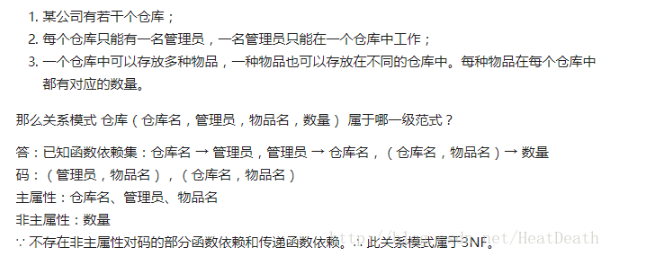 1. 某公司有若干个仓库；
2. 每个仓库只能有一名管理员，一名管理员只能在一个仓库中工作；
3. 一个仓库中可以存放多种物品，一种物品也可以存放在不同的仓库中。每种物品在每个仓库中
都有对应的数量。
那么关系模式 仓库（仓库名，管理员，物品名，数量） 属于哪一级范式？
答：已知函数依赖集：仓库名 → 管理员，管理员 → 仓库名，（仓库名，物品名）→ 数量
码：（管理员，物品名），（仓库名，物品名）
主属性：仓库名、管理员、物品名
非主属性：数量
∵ 不存在非主属性对码的部分函数依赖和传递函数依赖。∴ 此关系模式属于3NF。
net/HeatDeath